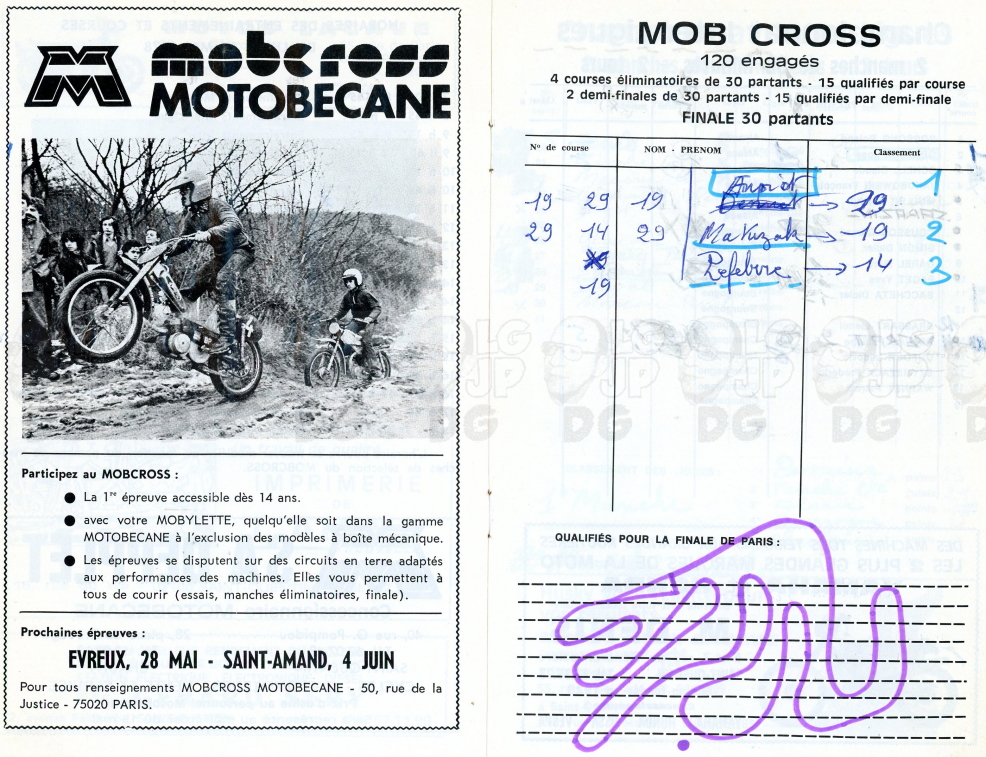 mobcross
MOTOBECANE
Participez au MOBCROSS :
● La 1re épreuve accessible dès 14 ans.
● avec votre MOBYLETTE, quelqu'elle soit dans la gamme
MOTOBECANE à l'exclusion des modèles à boîte mécanique.
● Les épreuves se disputent sur des circuits en terre adaptés
aux performances des machines. Elles vous permettent à
tous de courir (essais, manches éliminatoires, finale).
Prochaines épreuves :
EVREUX, 28 MAI - SAINT-AMAND, 4 JUIN
Pour tous renseignements MOBCROSS MOTOBECANE - 50, rue de la
Justice - 75020 PARIS.
MOB CROSS
120 engagés
4 courses éliminatoires de 30 partants - 15 qualifiés par course
2 demi-finales de 30 partants - 15 qualifiés par demi-finale
FINALE 30 partants
N° de course NOM - PRENOM Classement
1
19 29 19 → 29
29 14 29 → 19 2
Lefebvre → 14 3
19
QUALIFIÉS POUR LA FINALE DE PARIS :
DLG JP
DG DG DG